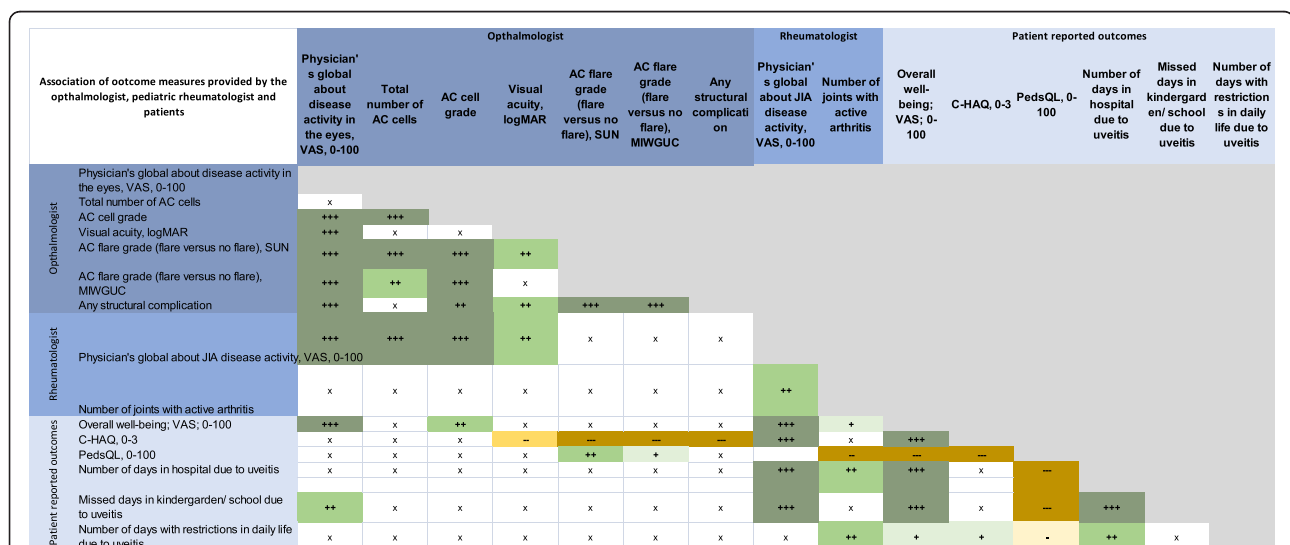 Opthalmologist Rheumatologist Patient reported outcomes
Association of ootcome measures provided by the
opthalmologist, pediatric rheumatologist and
patients
Physician'
s global
about
disease
activity in
the eyes,
VAS, 0-100
Total
number of
AC cells
AC cell
grade
Visual
acuity,
logMAR
AC flare
grade (flare
versus no
flare), SUN
AC flare
grade
(flare
versus no
flare),
MIWGUC
Any
structural
complicati
on
Physician'
s global
about JIA
disease
activity,
VAS, 0-100
Number of
joints with
active
arthritis
Overall
well-
being;
VAS; 0-
100
C-HAQ, 0-3
PedsQL, 0-
100
Number of
days in
hospital
due to
uveitis
Missed
days in
kindergard
en/ school
due to
uveitis
Number of
days with
restriction
s in daily
life due to
uveitis
Opthalmologist
Physician's global about disease activity in
the eyes, VAS, 0-100
Total number of AC cells x
AC cell grade +++ +++
Visual acuity, logMAR +++ x x
AC flare grade (flare versus no flare), SUN +++ +++ +++ ++
AC flare grade (flare versus no flare),
MIWGUC +++ ++ +++ x
Any structural complication +++ x ++ ++ +++ +++
Rheumatologist
Physician's global about JIA disease activity, VAS, 0-100 +++ +++ +++ ++ x x x
Number of joints with active arthritis x x x x x x x ++
Patient reported outcomes
Overall well-being; VAS; 0-100 +++ x ++ x x x x +++ +
C-HAQ, 0-3 x x x -- --- --- --- +++ x +++
PedsQL, 0-100 x x x x ++ + x -- --- ---
Number of days in hospital due to uveitis x x x x x x x +++ ++ +++ x ---
Missed days in kindergarden/ school due
to uveitis ++ x x x x x x +++ x +++ x --- +++
Number of days with restrictions in daily life
due to uveitis x x x x x x x x ++ + + - ++ x